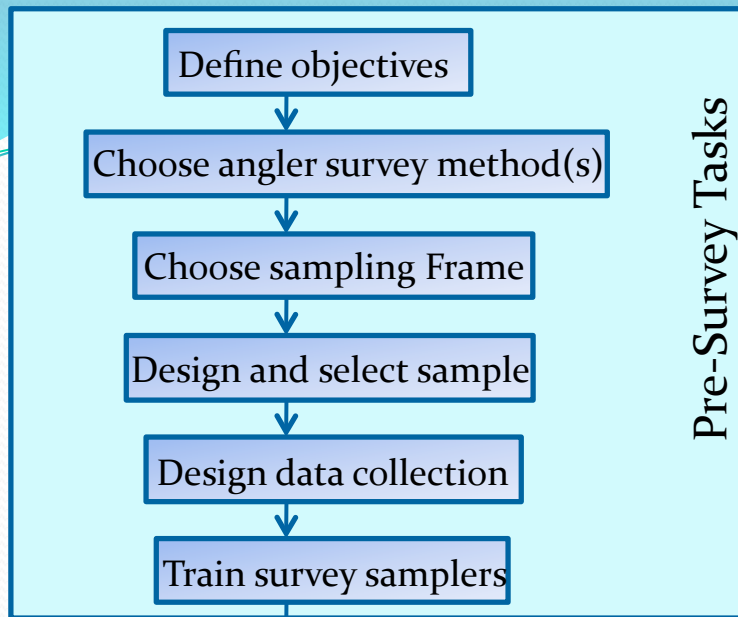 Define objectives
Choose angler survey method(s)
Choose sampling Frame
Design and select sample
Design data collection
Train survey samplers
Pre-Survey Tasks